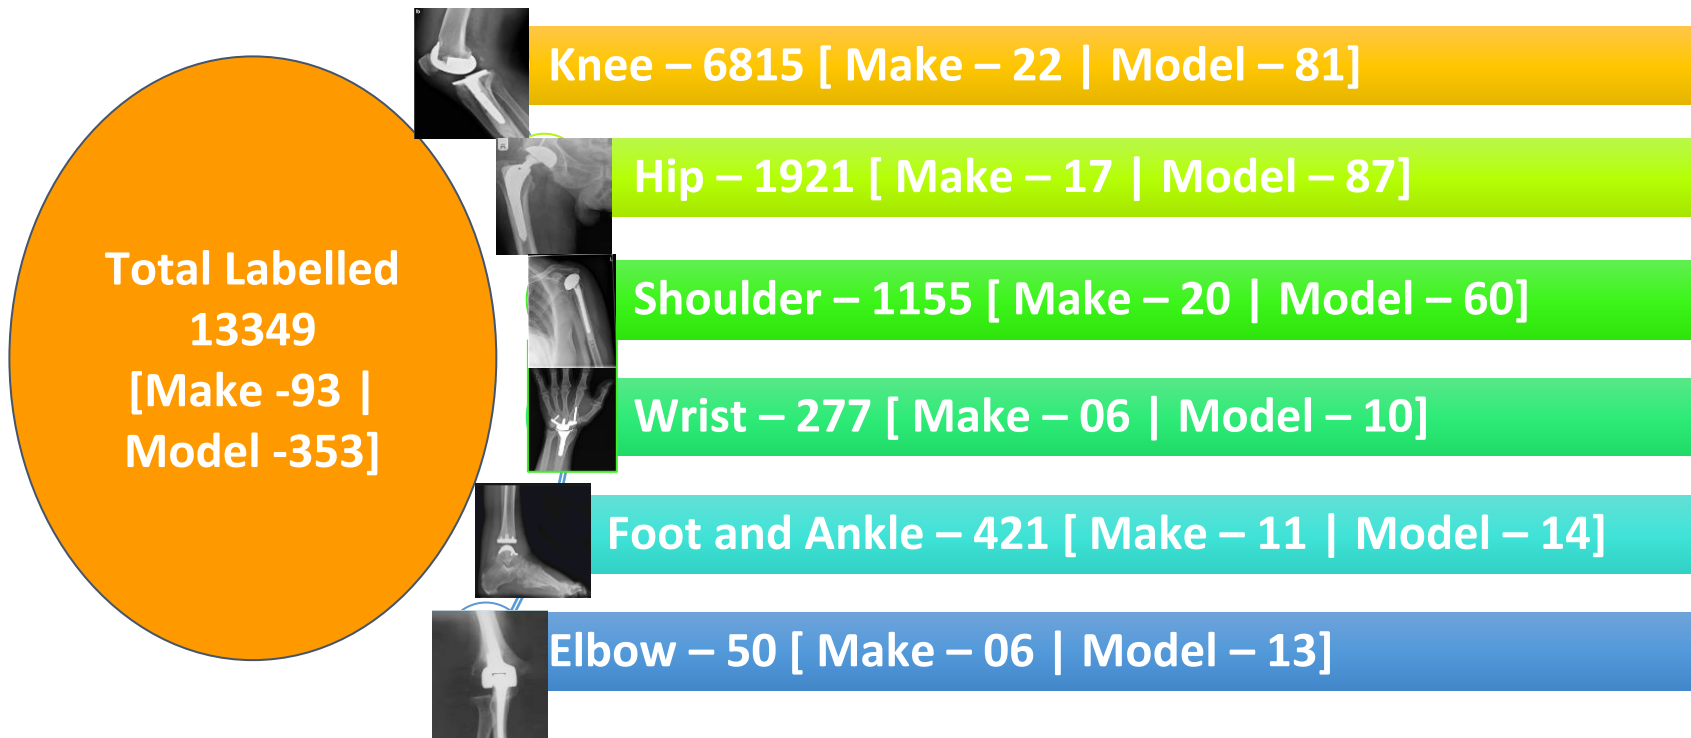 Total Labelled
13349
[Make -93 |
Model -353]
Knee – 6815 [ Make – 22 | Model – 81]
Hip – 1921 [ Make – 17 | Model – 87]
Shoulder – 1155 [ Make – 20 | Model – 60]
Wrist – 277 [ Make – 06 | Model – 10]
Foot and Ankle – 421 [ Make – 11 | Model – 14]
Elbow – 50 [ Make – 06 | Model – 13]